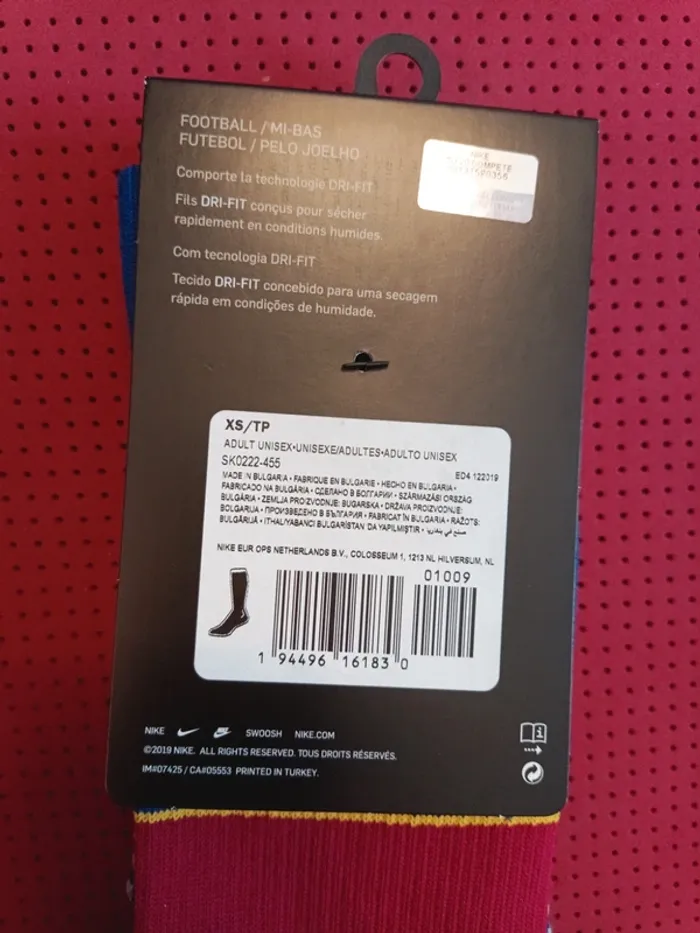 FOOTBALL / MI-BAS
FUTEBOL / PELO JOELHO
Comporte la technologie DRI-FIT
Fils DRI-FIT conçus pour sécher
rapidement en conditions humides.
Com tecnologia DRI-FIT
Tecido DRI-FIT concebido para uma secagem
rápida em condições de humidade.
NIKE
XS/TP
ADULT UNISEX•UNISEXE/ADULTES•ADULTO UNISEX
SK0222-455
ED4 122019
MADE IN BULGARIA • FABRIQUE EN BULGARIE • HECHO EN BULGARIA •
FABRICADO NA BULGÁRIA • СДЕЛАНО В БОЛГАРИИ • SZÁRMAZÁSI ORSZÁG
BULGÁRIA • ZEMLJA PROIZVODNJE: BUGARSKA • DRŽAVA PROIZVODNJE:
BOLGARIJA • ПРОИЗВЕДЕНО В БЪЛГАРИЯ • FABRICAT ÎN BULGARIA • RAŽOTS:
BULGĀRIJĀ • ITHAL/YABANCI BULGARİSTAN DA YAPILMIŞTIR • صنع في بلغاريا
NIKE EUR OPS NETHERLANDS B.V., COLOSSEUM 1, 1213 NL HILVERSUM, NL
01009
1 94496 16183 0
NIKE SWOOSH NIKE.COM
©2019 NIKE. ALL RIGHTS RESERVED. TOUS DROITS RÉSERVÉS.
IM#07425 / CA#05553 PRINTED IN TURKEY.